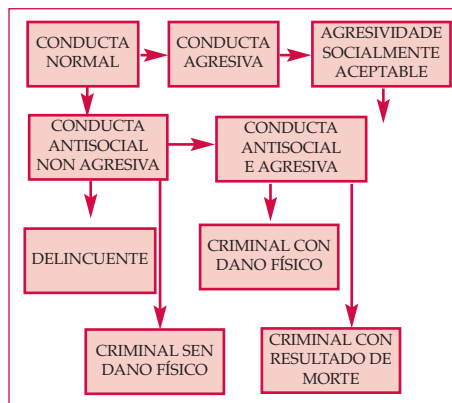 CONDUCTA
NORMAL
CONDUCTA
AGRESIVA
AGRESIVIDADE
SOCIALMENTE
ACEPTABLE
CONDUCTA
ANTISOCIAL
NON AGRESIVA
CONDUCTA
ANTISOCIAL
E AGRESIVA
DELINCUENTE
CRIMINAL CON
DANO FÍSICO
CRIMINAL SEN
DANO FÍSICO
CRIMINAL CON
RESULTADO DE
MORTE